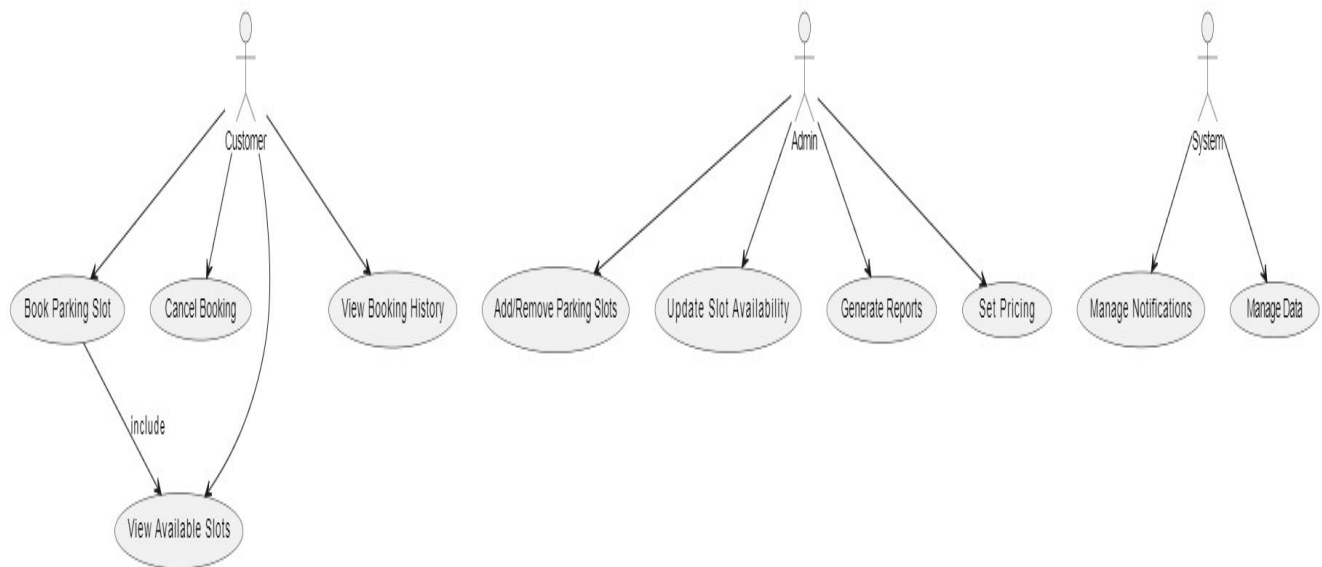 Customer
Admin
System
Book Parking Slot
Cancel Booking
View Booking History
Add/Remove Parking Slots
Update Slot Availability
Generate Reports
Set Pricing
Manage Notifications
Manage Data
include
View Available Slots